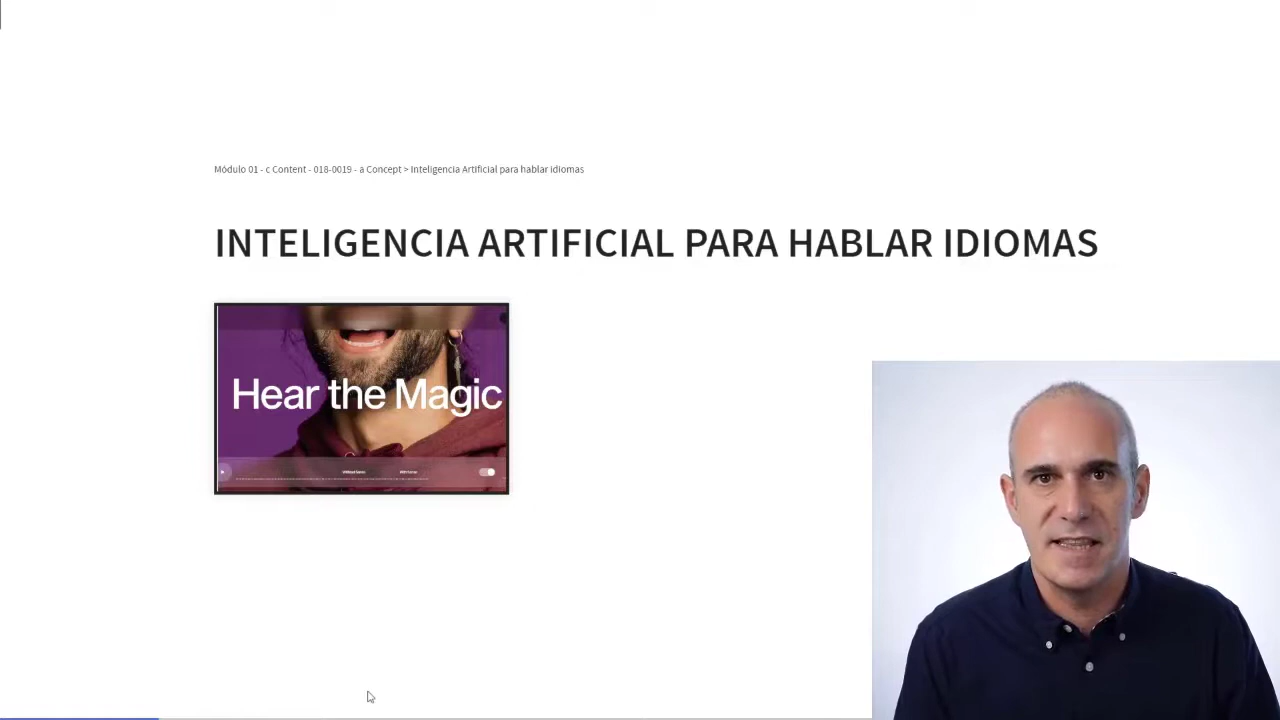 Módulo 01 - c Content - 018-0019 - a Concept > Inteligencia Artificial para hablar idiomas
INTELIGENCIA ARTIFICIAL PARA HABLAR IDIOMAS
Hear the Magic